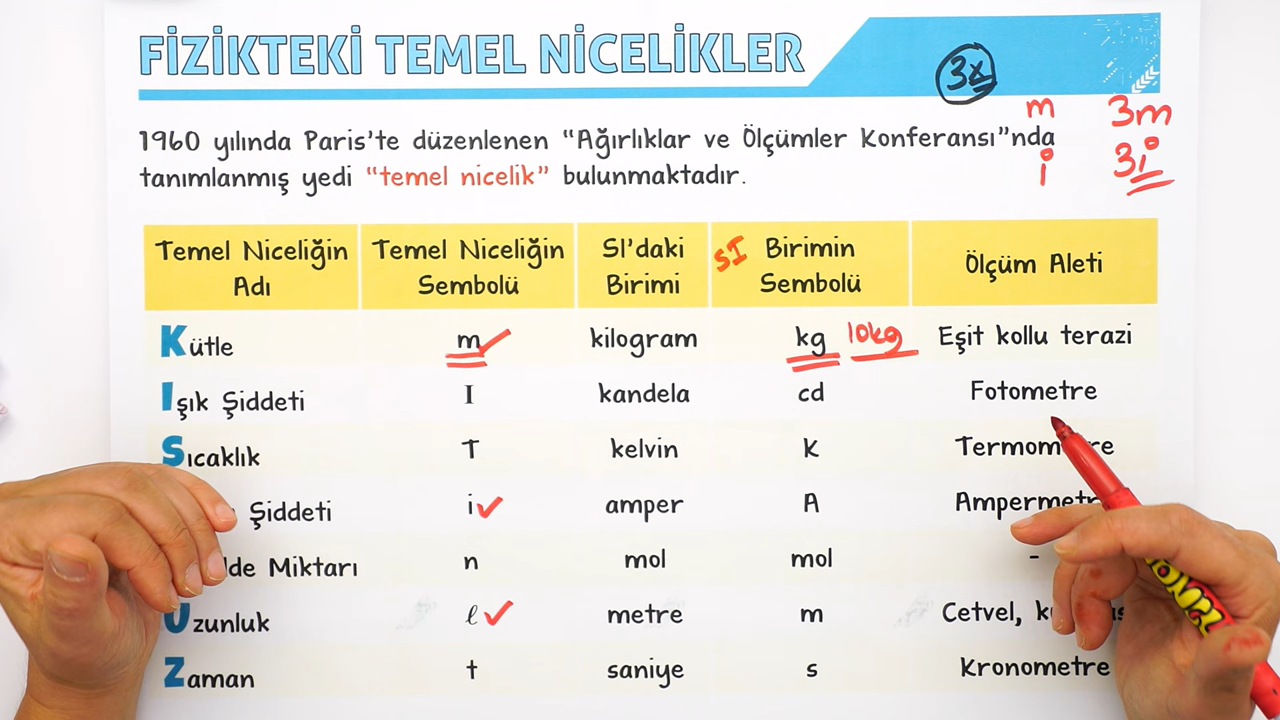 FİZİKTEKİ TEMEL NİCELİKLER
3x
m 3m
i 3i
1960 yılında Paris'te düzenlenen “Ağırlıklar ve Ölçümler Konferansı”nda
tanımlanmış yedi “temel nicelik” bulunmaktadır.
Temel Niceliğin Adı
Temel Niceliğin Sembolü
SI'daki Birimi
SI Birimin Sembolü
Ölçüm Aleti
Kütle m kilogram kg 10kg Eşit kollu terazi
Işık Şiddeti I kandela cd Fotometre
Sıcaklık T kelvin K
Şiddeti i amper A
Miktarı n mol mol -
Uzunluk ℓ metre m Cetvel,
Zaman t saniye s Kronometre